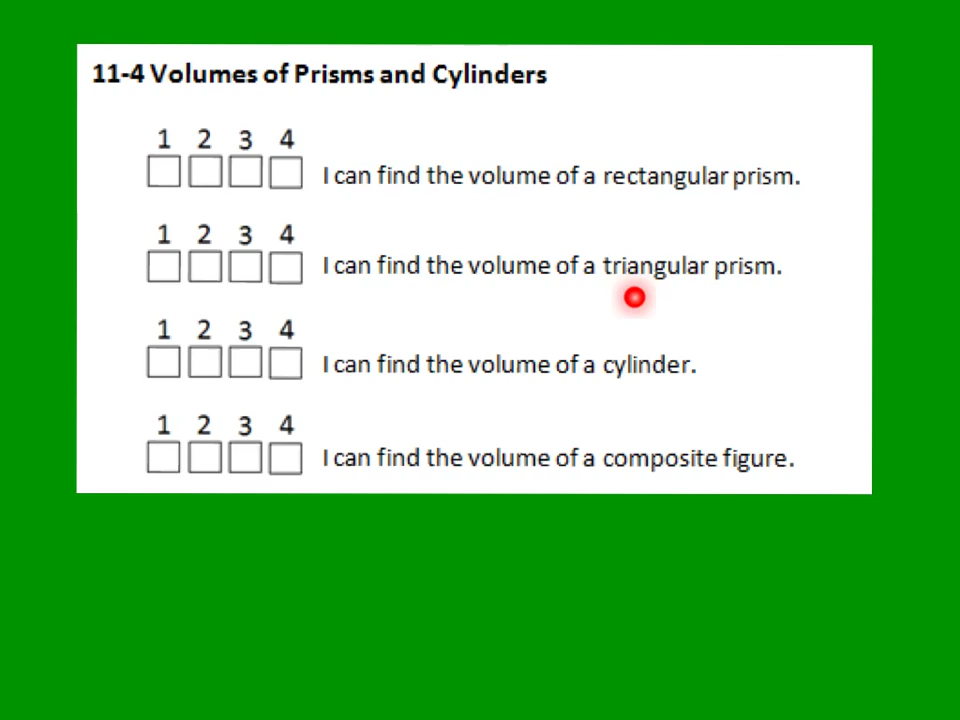 11-4 Volumes of Prisms and Cylinders
1 2 3 4
I can find the volume of a rectangular prism.
1 2 3 4
I can find the volume of a triangular prism.
1 2 3 4
I can find the volume of a cylinder.
1 2 3 4
I can find the volume of a composite figure.